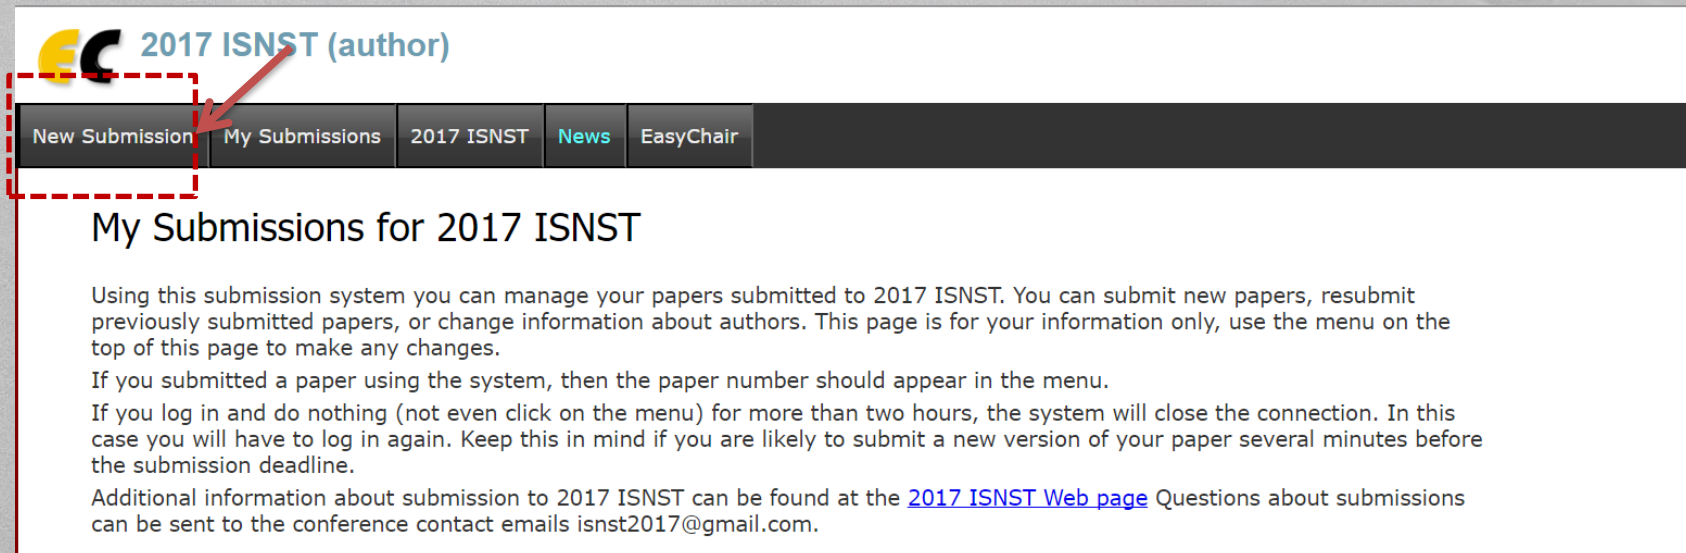 EC 2017 ISNST (author)
New Submission My Submissions 2017 ISNST News EasyChair
My Submissions for 2017 ISNST
Using this submission system you can manage your papers submitted to 2017 ISNST. You can submit new papers, resubmit
previously submitted papers, or change information about authors. This page is for your information only, use the menu on the
top of this page to make any changes.
If you submitted a paper using the system, then the paper number should appear in the menu.
If you log in and do nothing (not even click on the menu) for more than two hours, the system will close the connection. In this
case you will have to log in again. Keep this in mind if you are likely to submit a new version of your paper several minutes before
the submission deadline.
Additional information about submission to 2017 ISNST can be found at the 2017 ISNST Web page Questions about submissions
can be sent to the conference contact emails isnst2017@gmail.com.